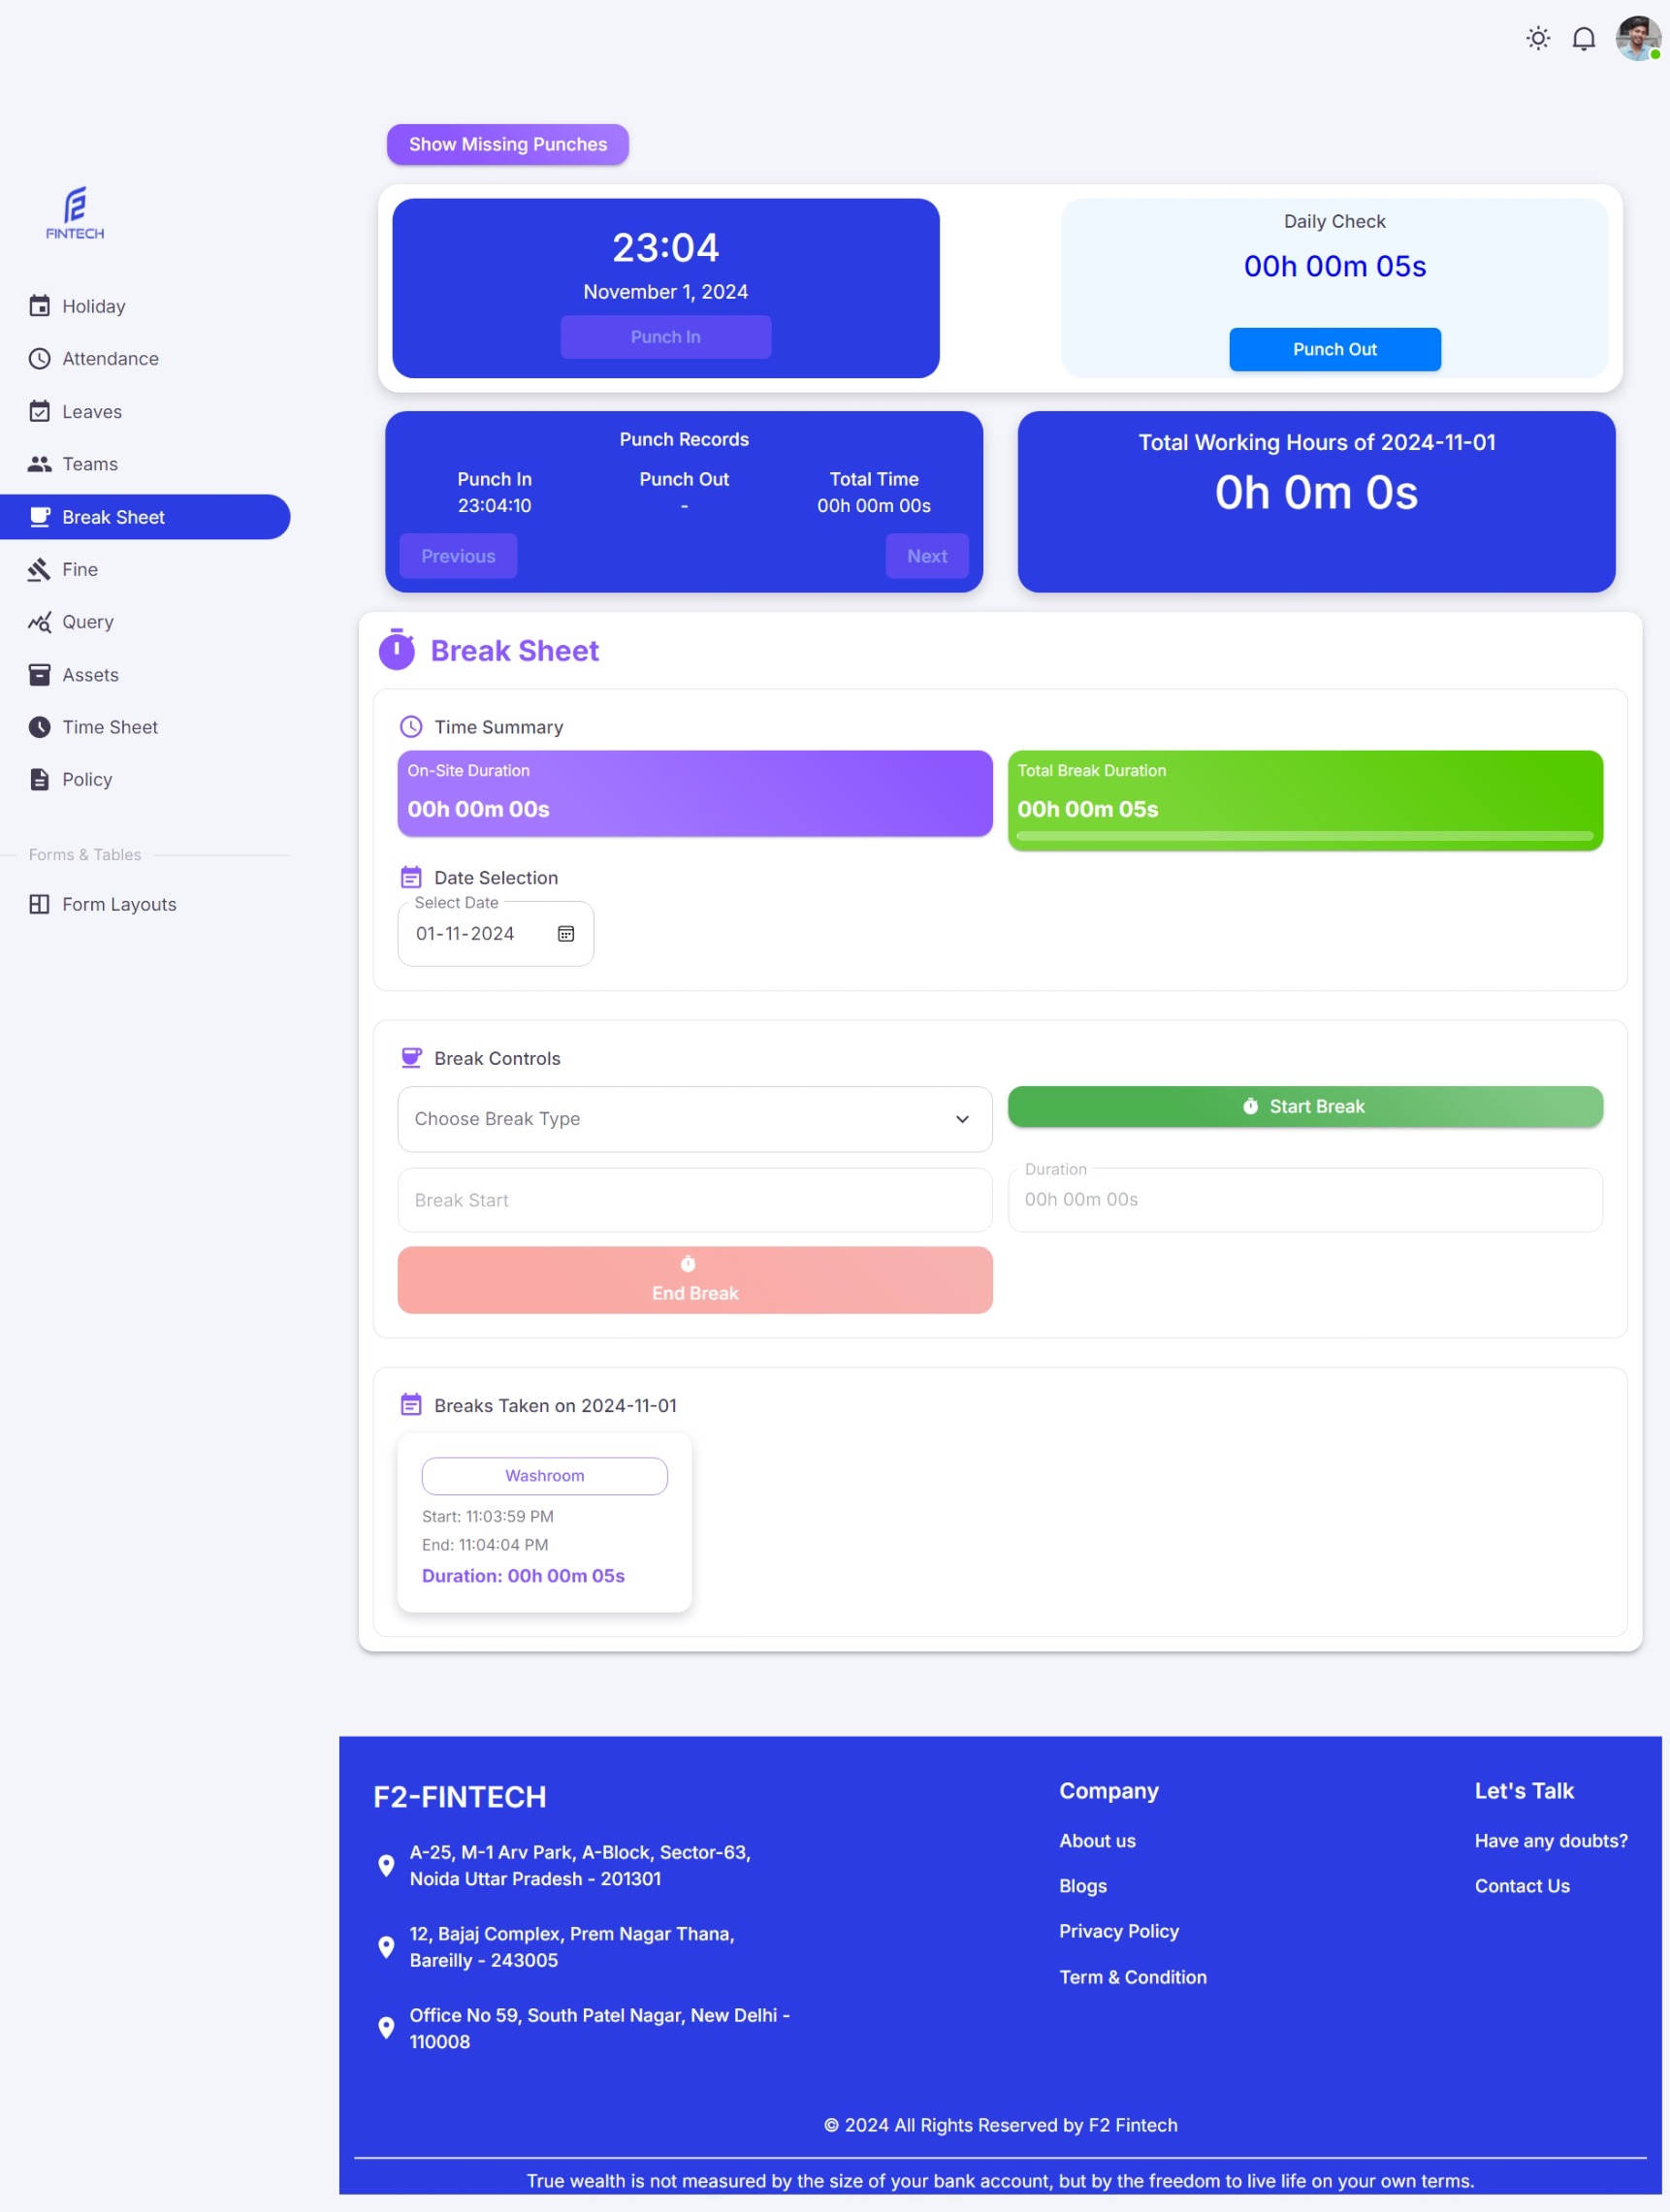 Show Missing Punches
F2
FINTECH
Holiday
Attendance
Leaves
Teams
Break Sheet
Fine
Query
Assets
Time Sheet
Policy
Forms & Tables
Form Layouts
23:04
November 1, 2024
Punch In
Daily Check
00h 00m 05s
Punch Out
Punch Records
Punch In
Punch Out
Total Time
23:04:10
-
00h 00m 00s
Previous
Next
Total Working Hours of 2024-11-01
0h 0m 0s
Break Sheet
Time Summary
On-Site Duration
00h 00m 00s
Total Break Duration
00h 00m 05s
Date Selection
Select Date
01-11-2024
Break Controls
Choose Break Type
Start Break
Break Start
Duration
00h 00m 00s
End Break
Breaks Taken on 2024-11-01
Washroom
Start: 11:03:59 PM
End: 11:04:04 PM
Duration: 00h 00m 05s
F2-FINTECH
A-25, M-1 Arv Park, A-Block, Sector-63,
Noida Uttar Pradesh - 201301
12, Bajaj Complex, Prem Nagar Thana,
Bareilly - 243005
Office No 59, South Patel Nagar, New Delhi -
110008
Company
About us
Blogs
Privacy Policy
Term & Condition
Let's Talk
Have any doubts?
Contact Us
© 2024 All Rights Reserved by F2 Fintech
True wealth is not measured by the size of your bank account, but by the freedom to live life on your own terms.